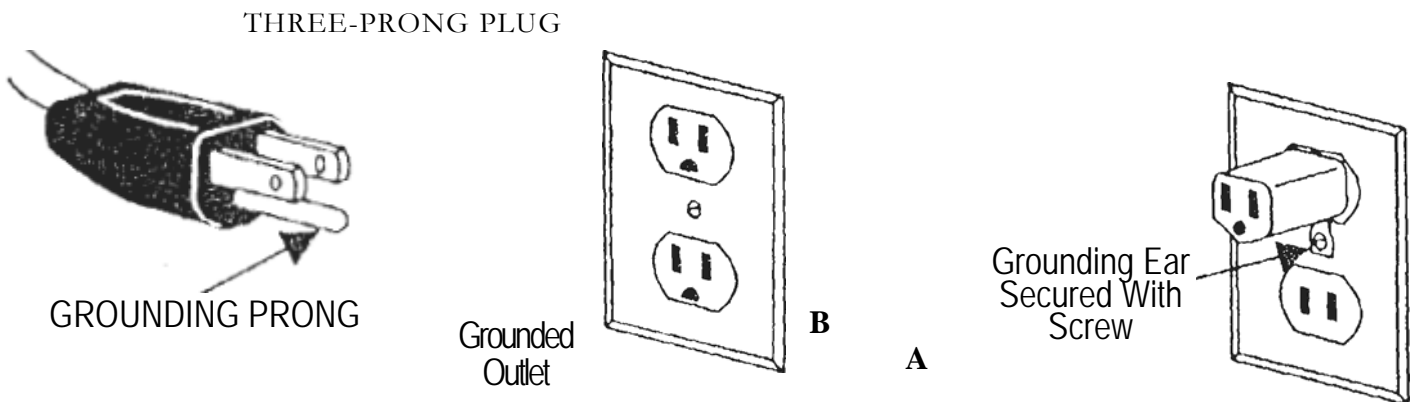 THREE-PRONG PLUG
GROUNDING PRONG
Grounded
Outlet
B
A
Grounding Ear
Secured With
Screw